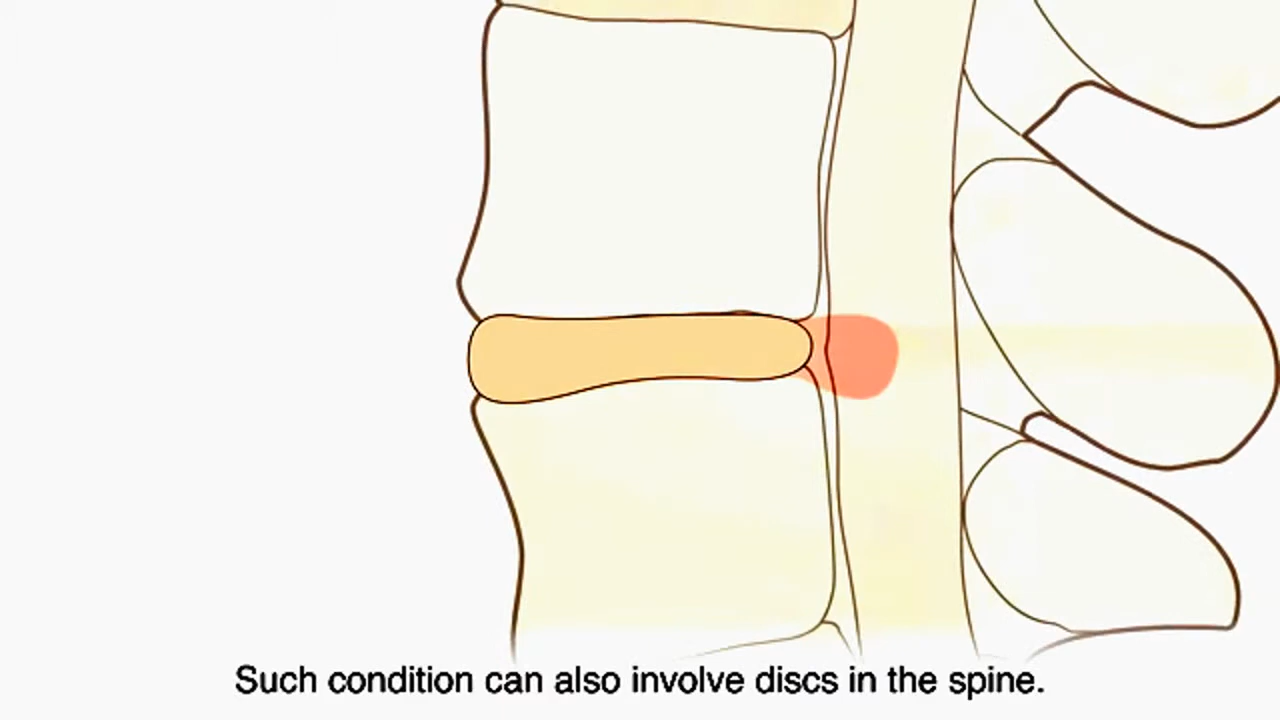 Such condition can also involve discs in the spine.